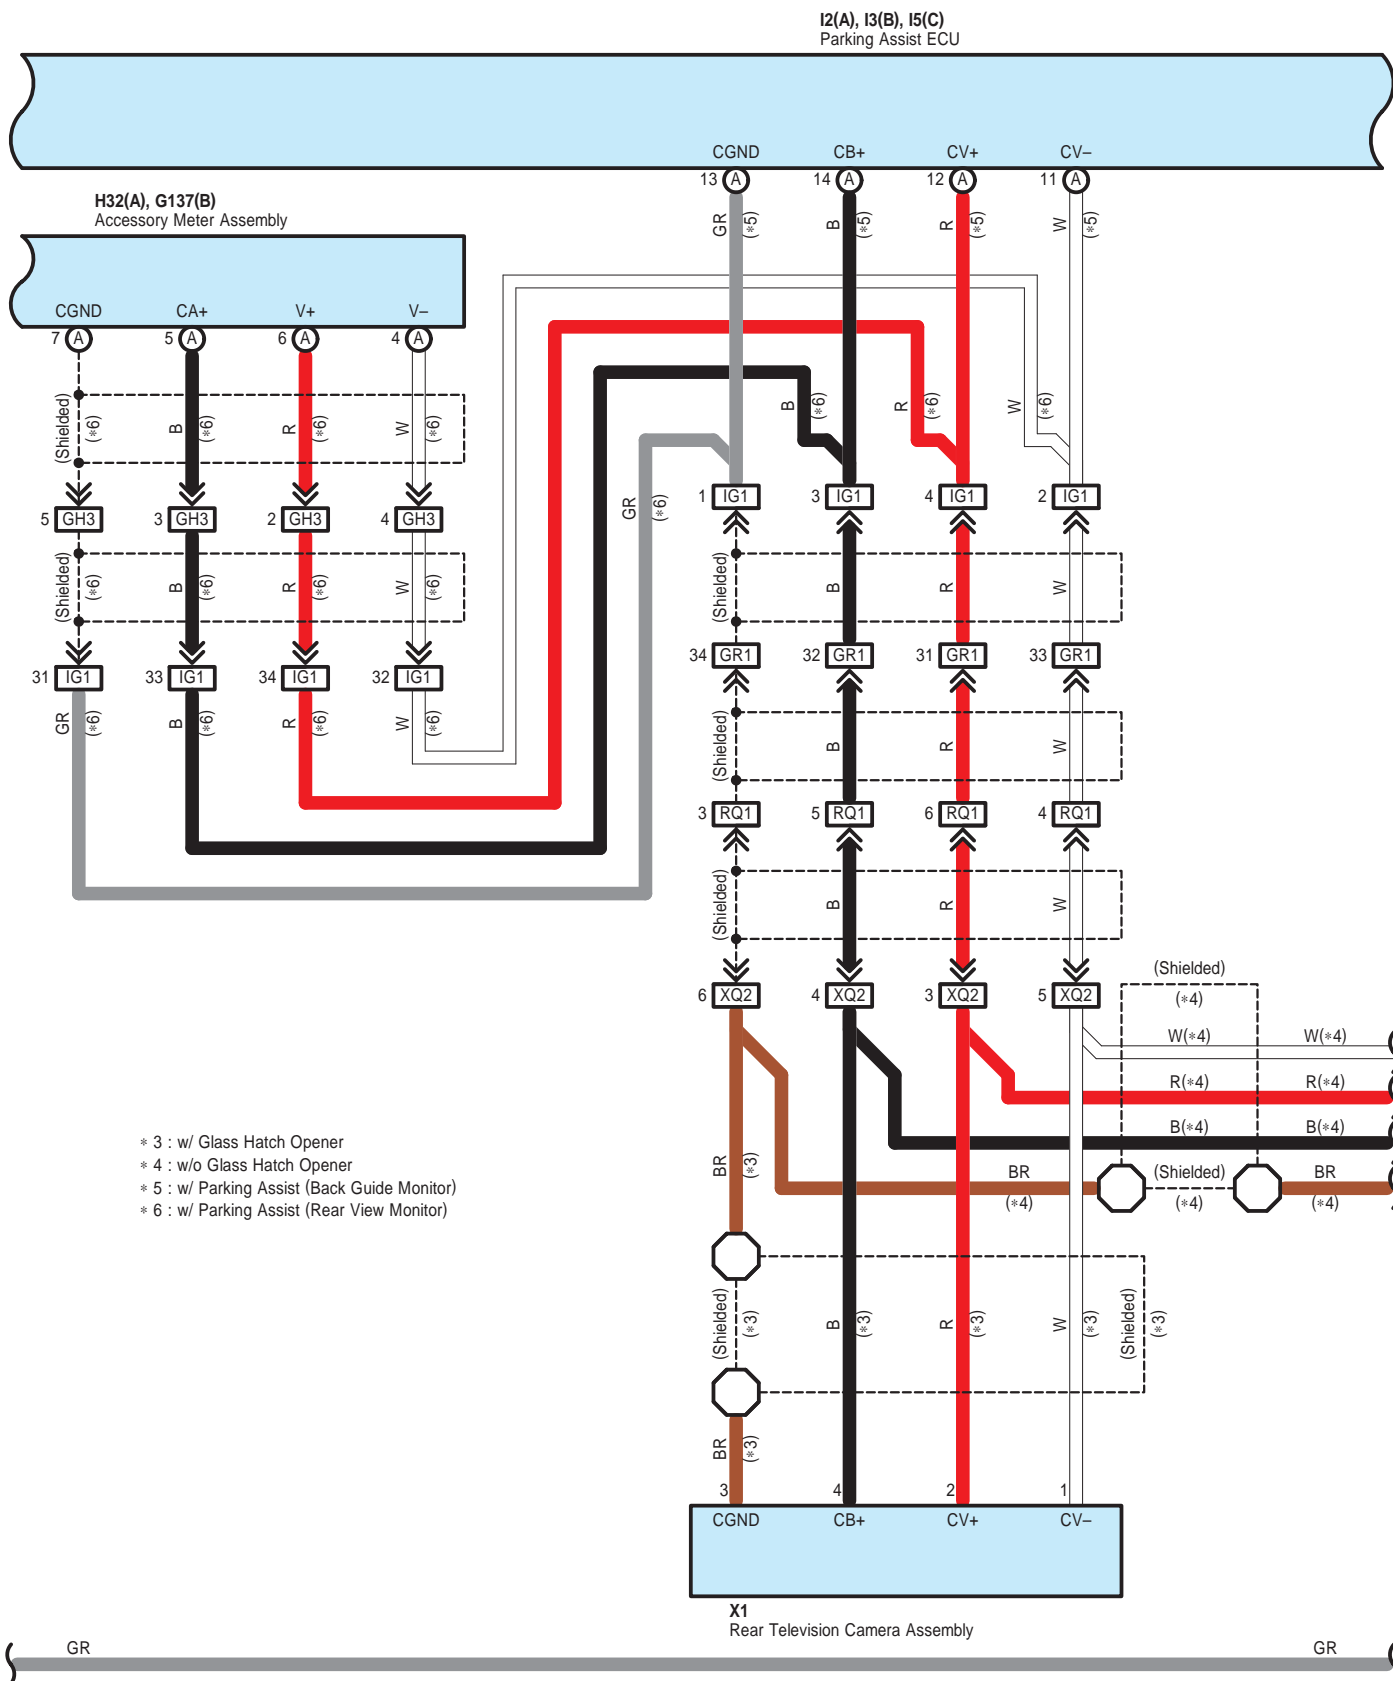 I2(A), I3(B), I5(C)
Parking Assist ECU
CGND CB+ CV+ CV–
13 A 14 A 12 A 11 A
GR (∗5) B (∗5) R (∗5) W (∗5)
H32(A), G137(B)
Accessory Meter Assembly
CGND CA+ V+ V–
7 A 5 A 6 A 4 A
(Shielded) (∗6) B (∗6) R (∗6) W (∗6)
B (∗6) R (∗6) W (∗6)
GR (∗6)
1 IG1 3 IG1 4 IG1 2 IG1
5 GH3 3 GH3 2 GH3 4 GH3
(Shielded) (∗6) B (∗6) R (∗6) W (∗6)
(Shielded) B R W
34 GR1 32 GR1 31 GR1 33 GR1
31 IG1 33 IG1 34 IG1 32 IG1
GR (∗6) B (∗6) R (∗6) W (∗6)
(Shielded) B R W
3 RQ1 5 RQ1 6 RQ1 4 RQ1
(Shielded) B R W
6 XQ2 4 XQ2 3 XQ2 5 XQ2
(Shielded)
(∗4)
W(∗4) W(∗4)
R(∗4) R(∗4)
B(∗4) B(∗4)
BR (Shielded) BR
(∗4) (∗4) (∗4)
∗ 3 : w/ Glass Hatch Opener
∗ 4 : w/o Glass Hatch Opener
∗ 5 : w/ Parking Assist (Back Guide Monitor)
∗ 6 : w/ Parking Assist (Rear View Monitor)
BR (∗3)
(Shielded) (∗3) B (∗3) R (∗3) W (∗3) (Shielded) (∗3)
BR (∗3)
3 4 2 1
CGND CB+ CV+ CV–
X1
Rear Television Camera Assembly
GR GR